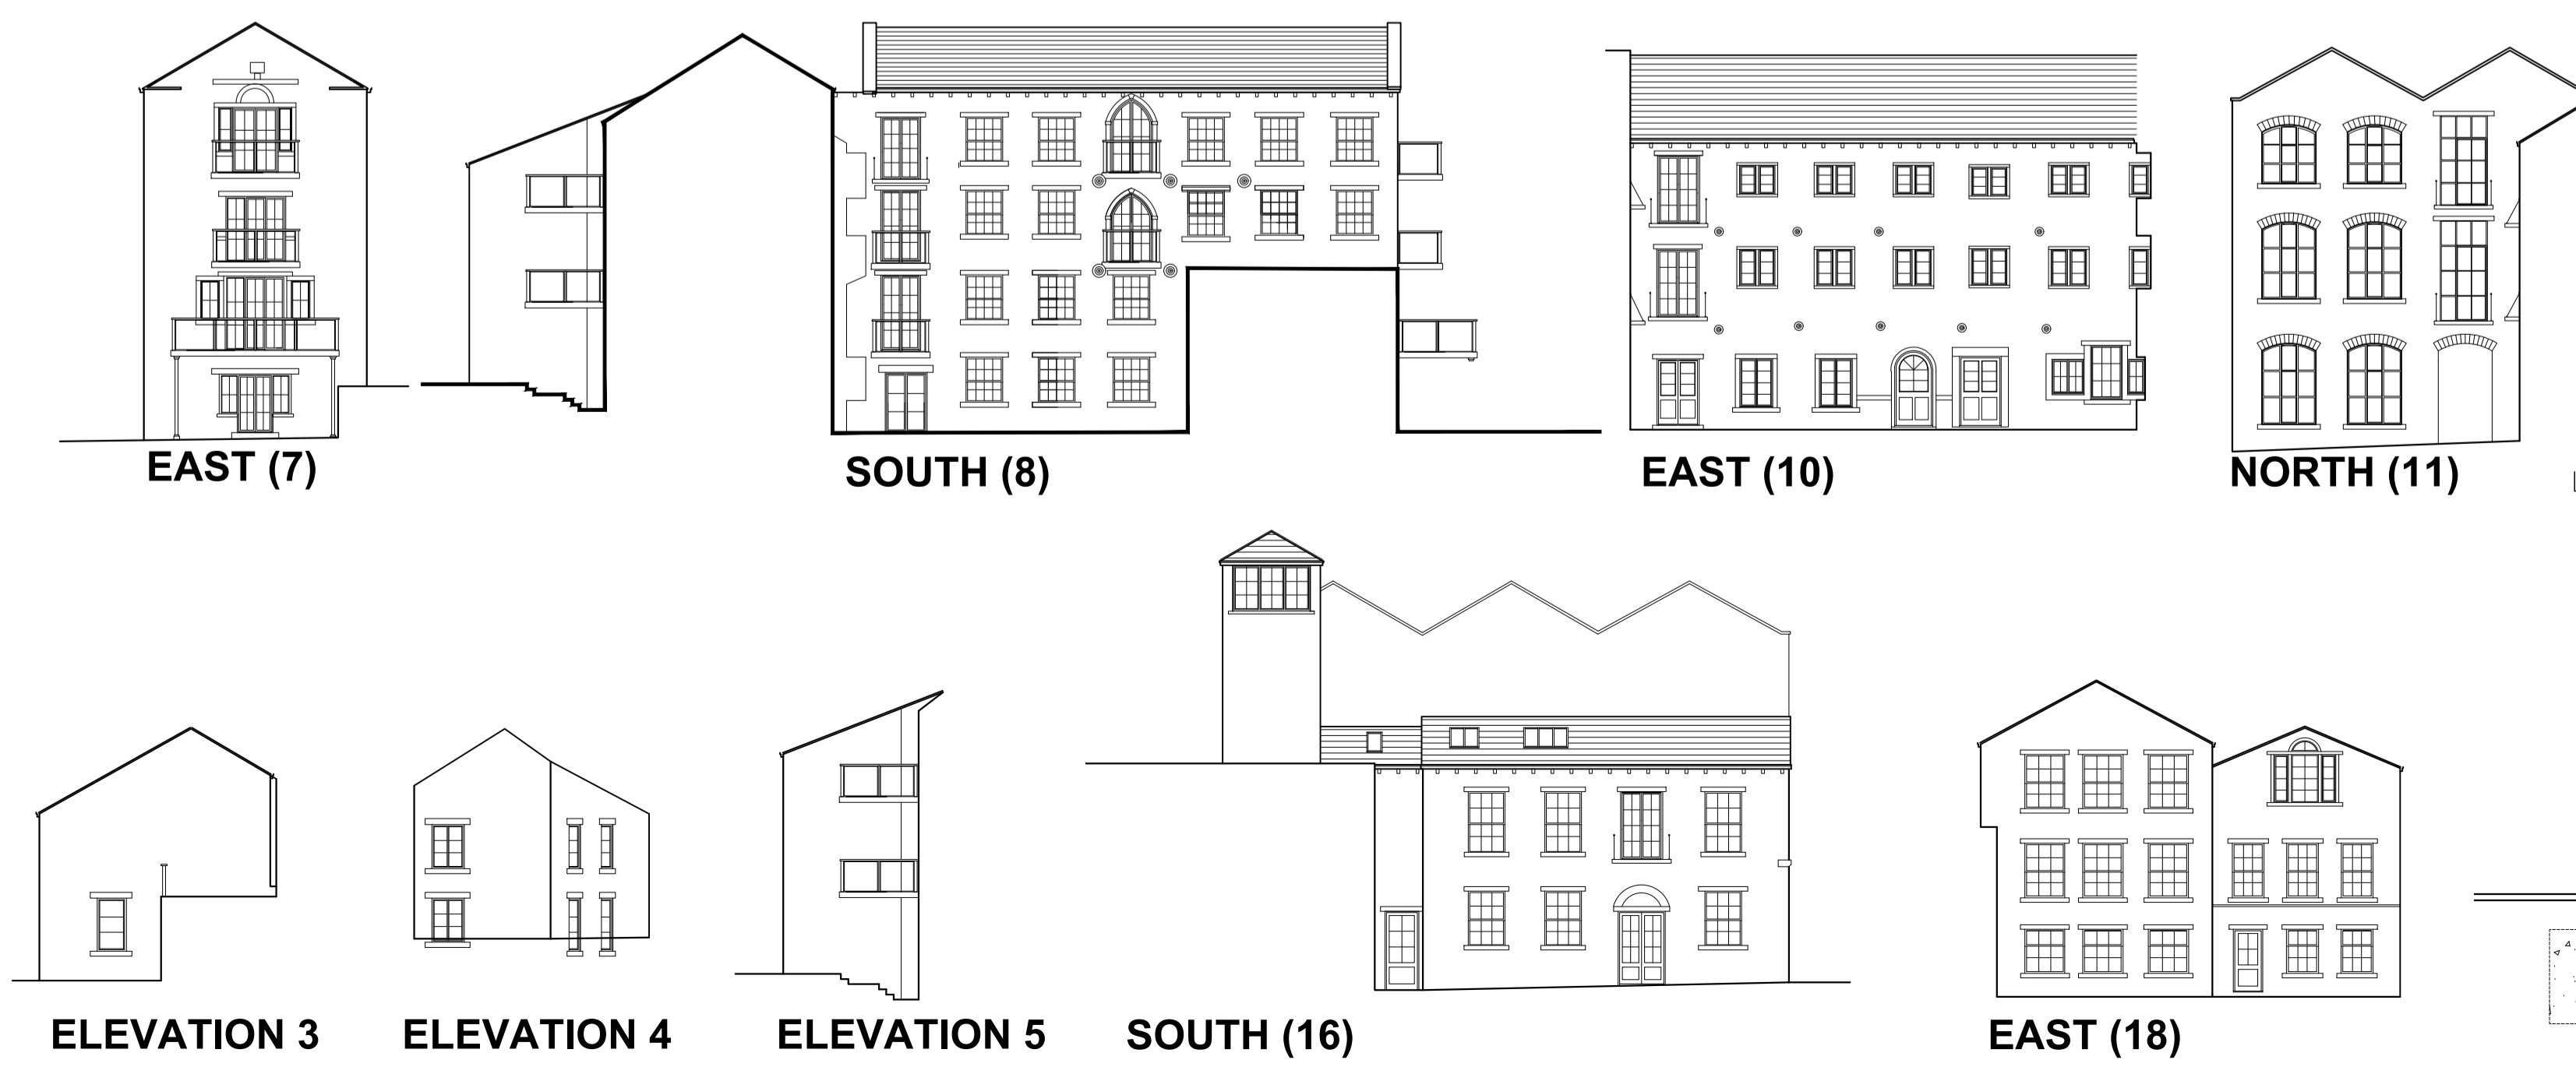 EAST (7)
SOUTH (8)
EAST (10)
NORTH (11)
ELEVATION 3
ELEVATION 4
ELEVATION 5
SOUTH (16)
EAST (18)